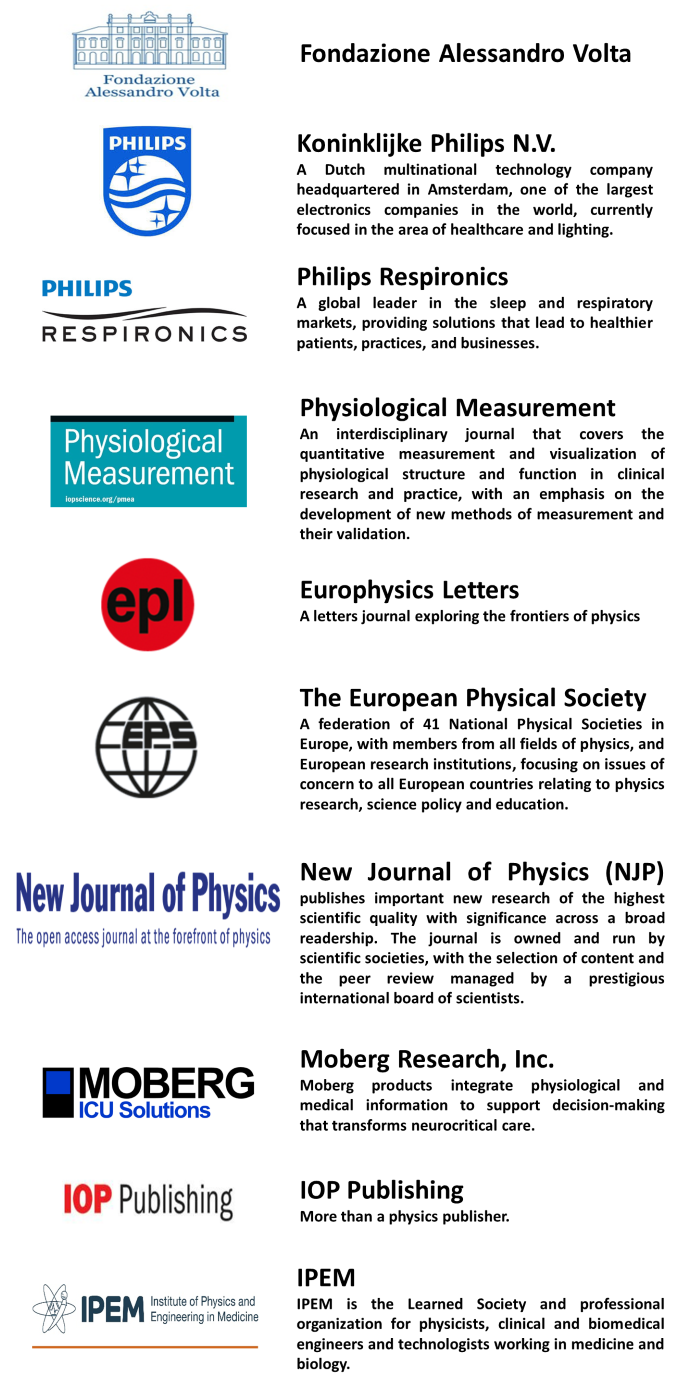 Fondazione
Alessandro Volta
Fondazione Alessandro Volta
PHILIPS
Koninklijke Philips N.V.
A Dutch multinational technology company
headquartered in Amsterdam, one of the largest
electronics companies in the world, currently
focused in the area of healthcare and lighting.
PHILIPS
RESPIRONICS
Philips Respironics
A global leader in the sleep and respiratory
markets, providing solutions that lead to healthier
patients, practices, and businesses.
Physiological
Measurement
iopscience.org/pmea
Physiological Measurement
An interdisciplinary journal that covers the
quantitative measurement and visualization of
physiological structure and function in clinical
research and practice, with an emphasis on the
development of new methods of measurement and
their validation.
epl
Europhysics Letters
A letters journal exploring the frontiers of physics
EPS
The European Physical Society
A federation of 41 National Physical Societies in
Europe, with members from all fields of physics, and
European research institutions, focusing on issues of
concern to all European countries relating to physics
research, science policy and education.
New Journal of Physics
The open access journal at the forefront of physics
New Journal of Physics (NJP)
publishes important new research of the highest
scientific quality with significance across a broad
readership. The journal is owned and run by
scientific societies, with the selection of content and
the peer review managed by a prestigious
international board of scientists.
MOBERG
ICU Solutions
Moberg Research, Inc.
Moberg products integrate physiological and
medical information to support decision-making
that transforms neurocritical care.
IOP Publishing
IOP Publishing
More than a physics publisher.
IPEM
Institute of Physics and
Engineering in Medicine
IPEM
IPEM is the Learned Society and professional
organization for physicists, clinical and biomedical
engineers and technologists working in medicine and
biology.